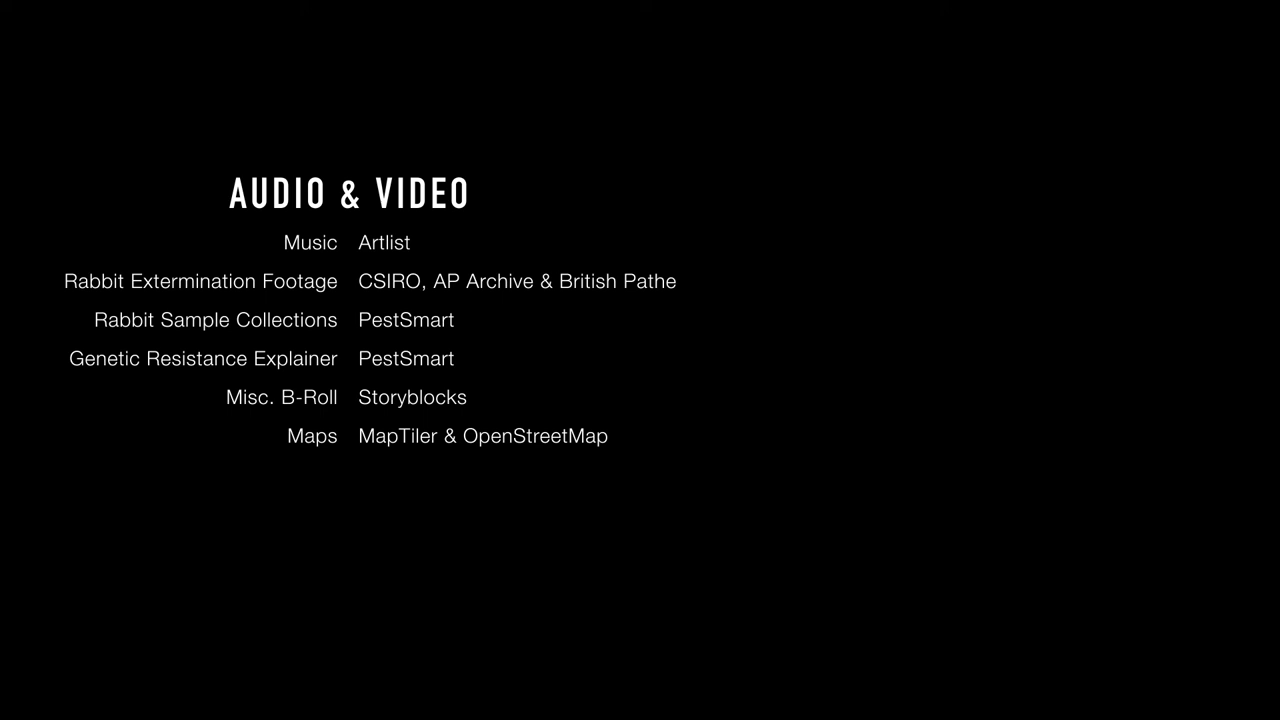 AUDIO & VIDEO
Music Artlist
Rabbit Extermination Footage CSIRO, AP Archive & British Pathe
Rabbit Sample Collections PestSmart
Genetic Resistance Explainer PestSmart
Misc. B-Roll Storyblocks
Maps MapTiler & OpenStreetMap